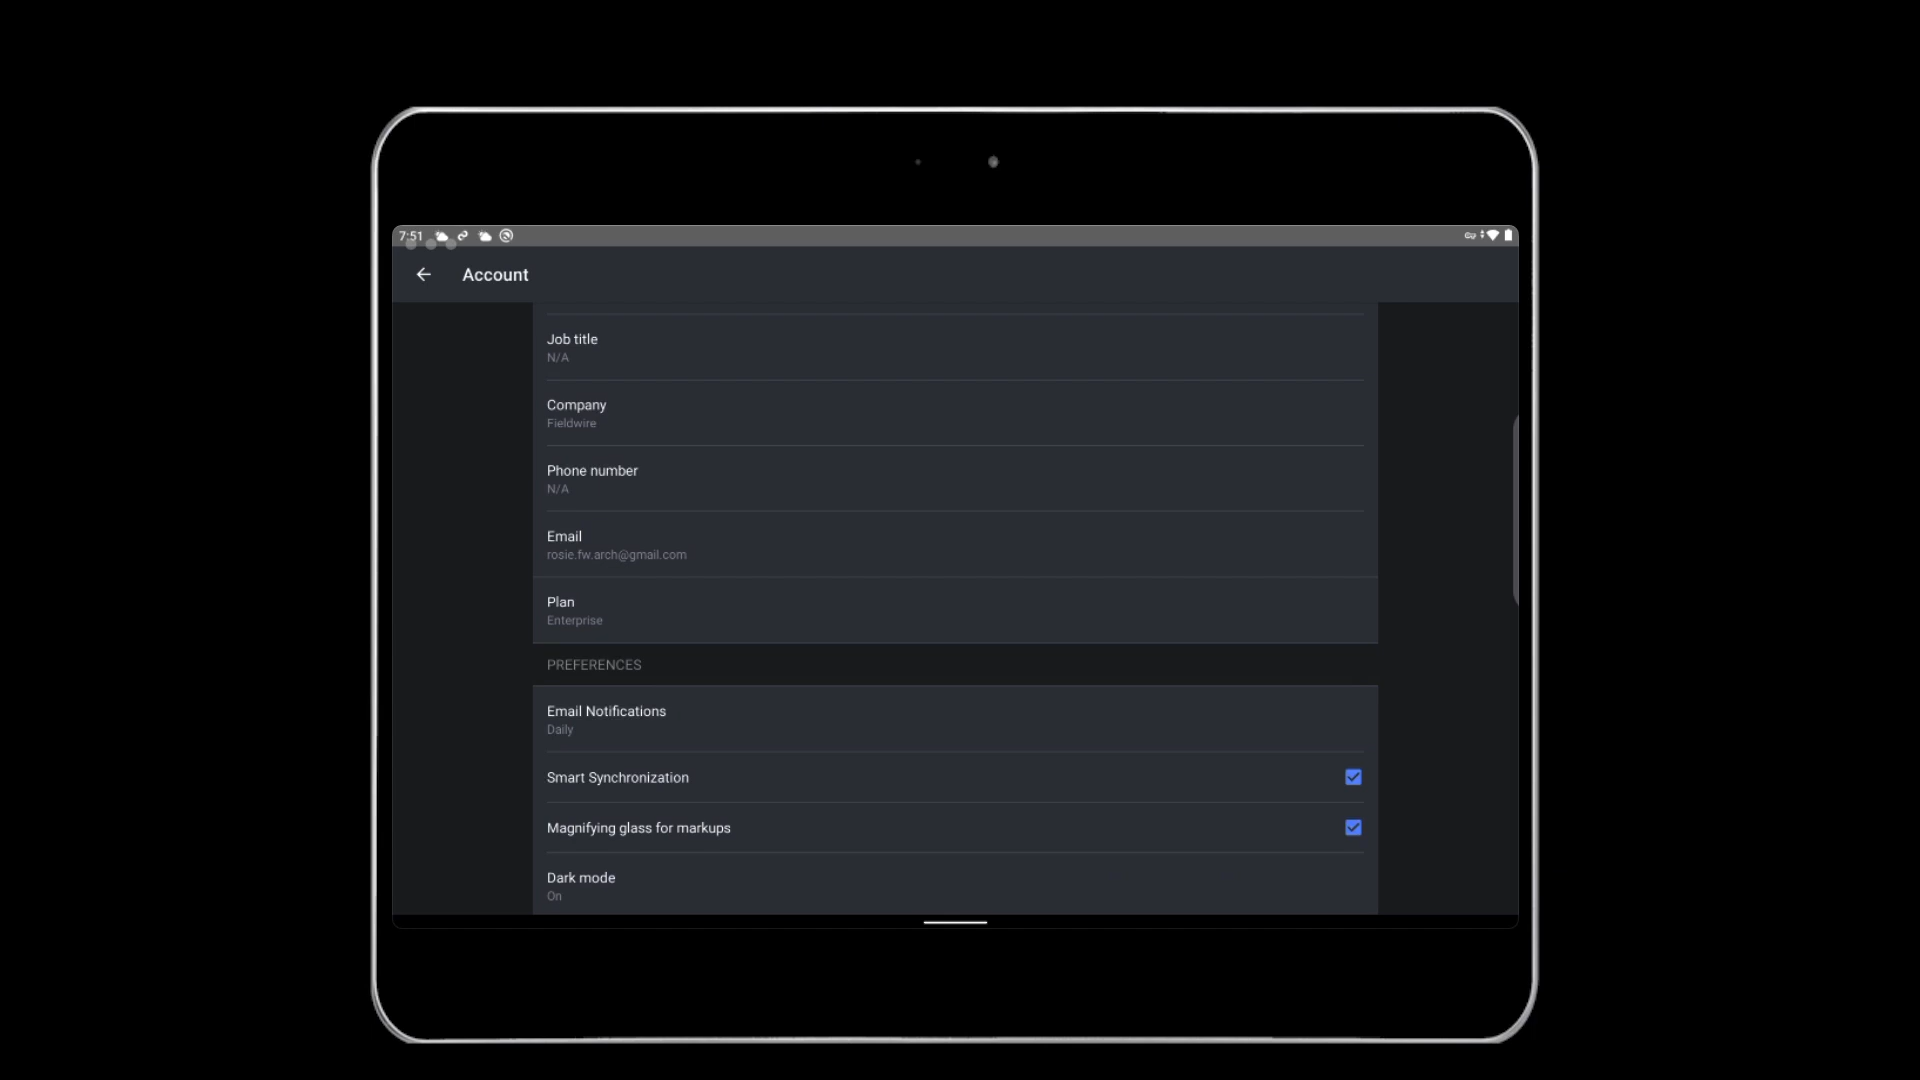 7:51
Account
Job title
N/A
Company
Fieldwire
Phone number
N/A
Email
rosie.fw.arch@gmail.com
Plan
Enterprise
PREFERENCES
Email Notifications
Daily
Smart Synchronization
Magnifying glass for markups
Dark mode
On